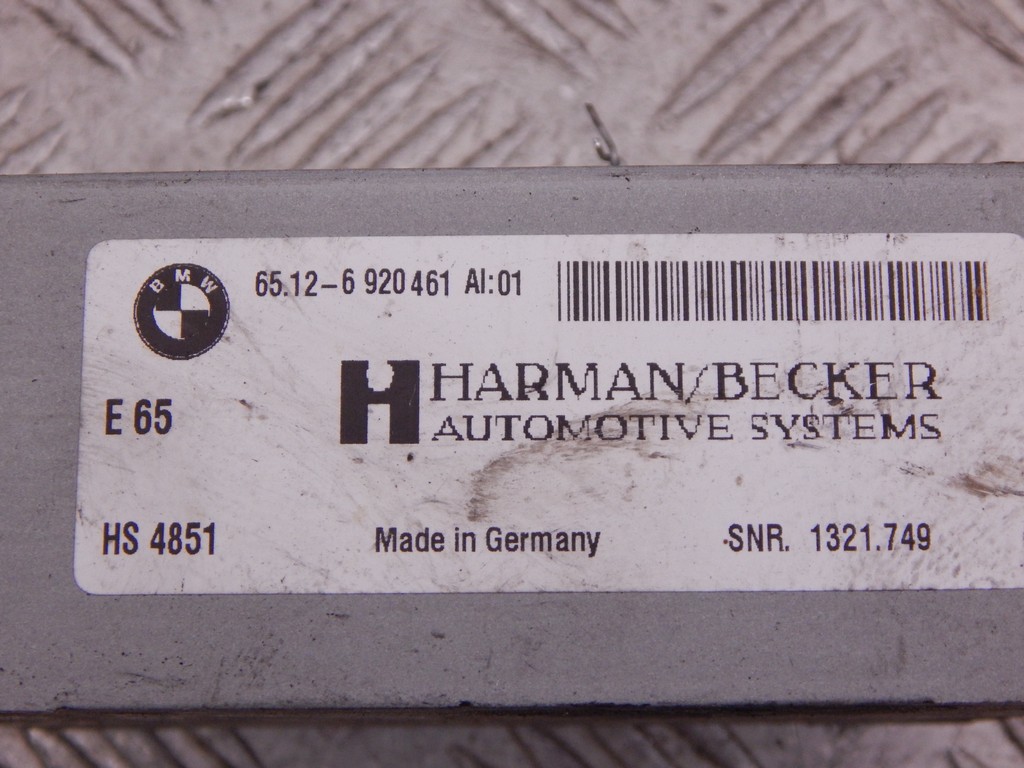 BMW
65.12-6 920461 AI:01
HARMAN/BECKER
E 65
AUTOMOTIVE SYSTEMS
HS 4851 Made in Germany SNR. 1321.749